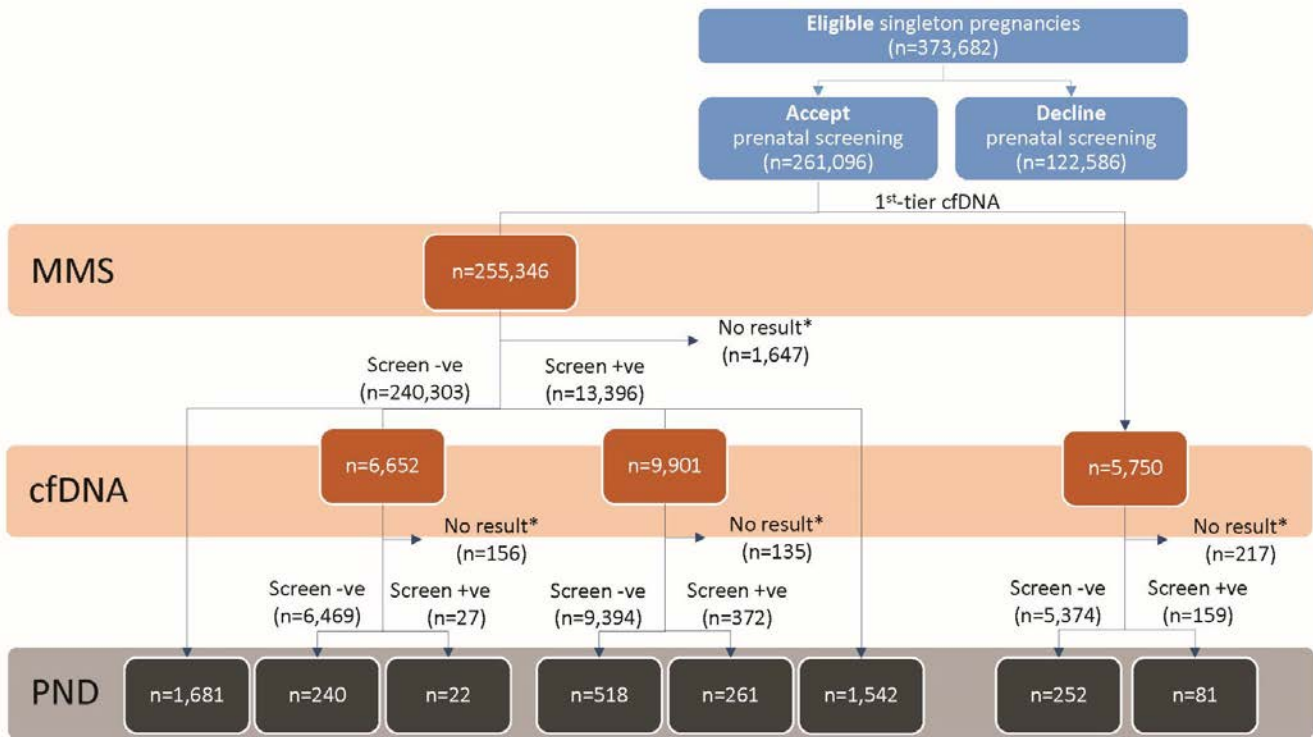 Eligible singleton pregnancies
(n=373,682)
Accept
prenatal screening
(n=261,096)
Decline
prenatal screening
(n=122,586)
1st-tier cfDNA
MMS
n=255,346
No result*
(n=1,647)
Screen -ve
(n=240,303)
Screen +ve
(n=13,396)
cfDNA
n=6,652
n=9,901
n=5,750
No result*
(n=156)
No result*
(n=135)
No result*
(n=217)
Screen -ve
(n=6,469)
Screen +ve
(n=27)
Screen -ve
(n=9,394)
Screen +ve
(n=372)
Screen -ve
(n=5,374)
Screen +ve
(n=159)
PND
n=1,681
n=240
n=22
n=518
n=261
n=1,542
n=252
n=81